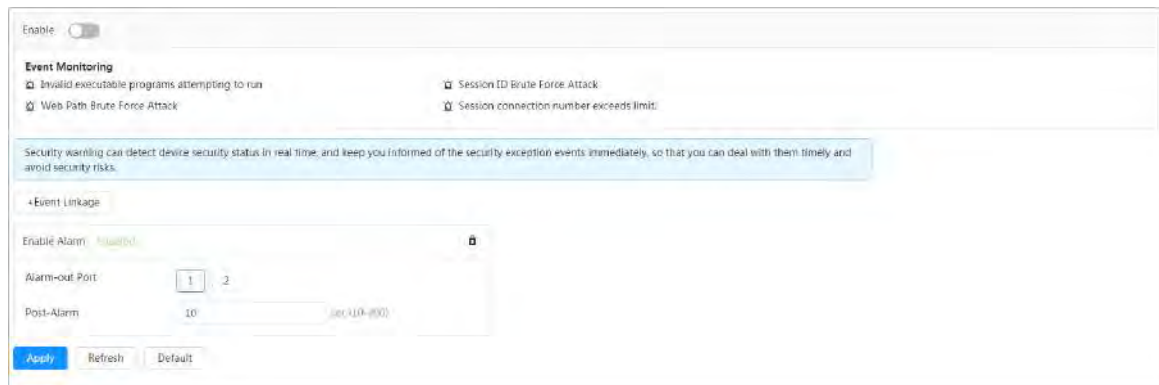 Enable
Event Monitoring
Invalid executable programs attempting to run
Session ID Brute Force Attack
Web Path Brute Force Attack
Session connection number exceeds limit.
Security warning can detect device security status in real time, and keep you informed of the security exception events immediately, so that you can deal with them timely and
avoid security risks.
+Event Linkage
Enable Alarm
Alarm-out Port 1 2
Post-Alarm 10
Apply Refresh Default